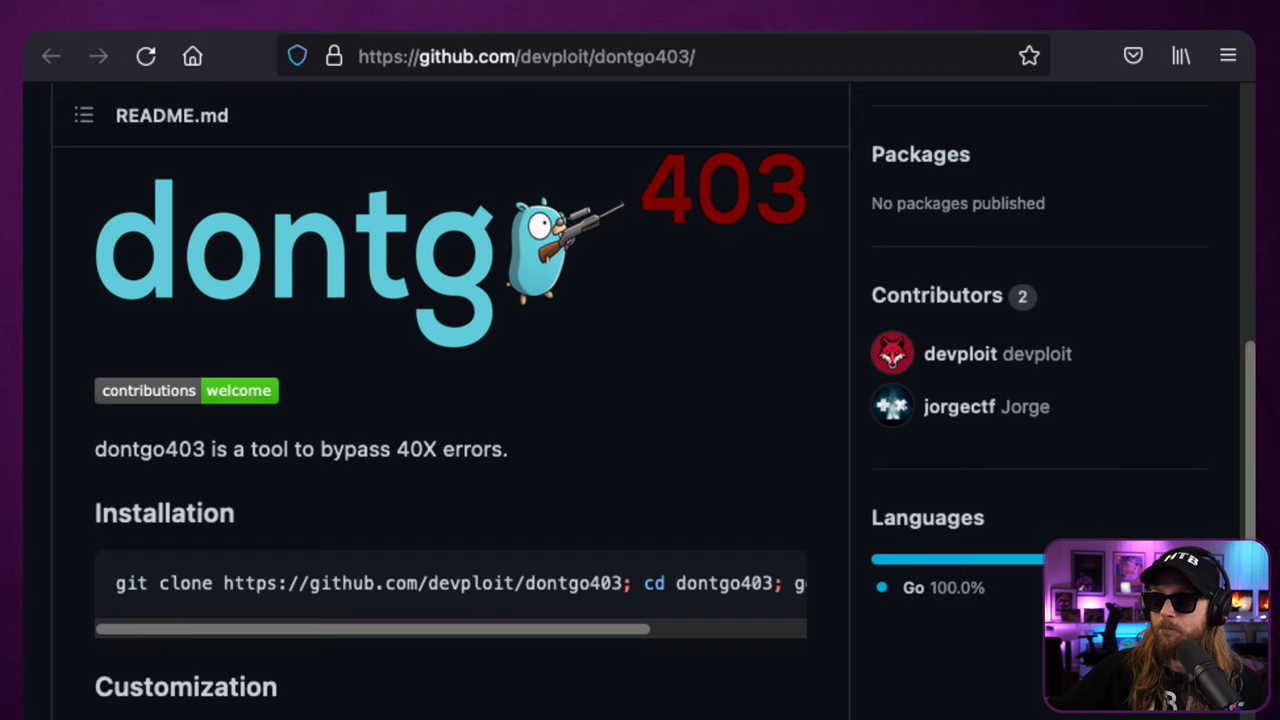 https://github.com/devploit/dontgo403/
README.md
dontg
403
contributions welcome
dontgo403 is a tool to bypass 40X errors.
Installation
git clone https://github.com/devploit/dontgo403; cd dontgo403; g
Customization
Packages
No packages published
Contributors 2
devploit devploit
jorgectf Jorge
Languages
Go 100.0%
HTB